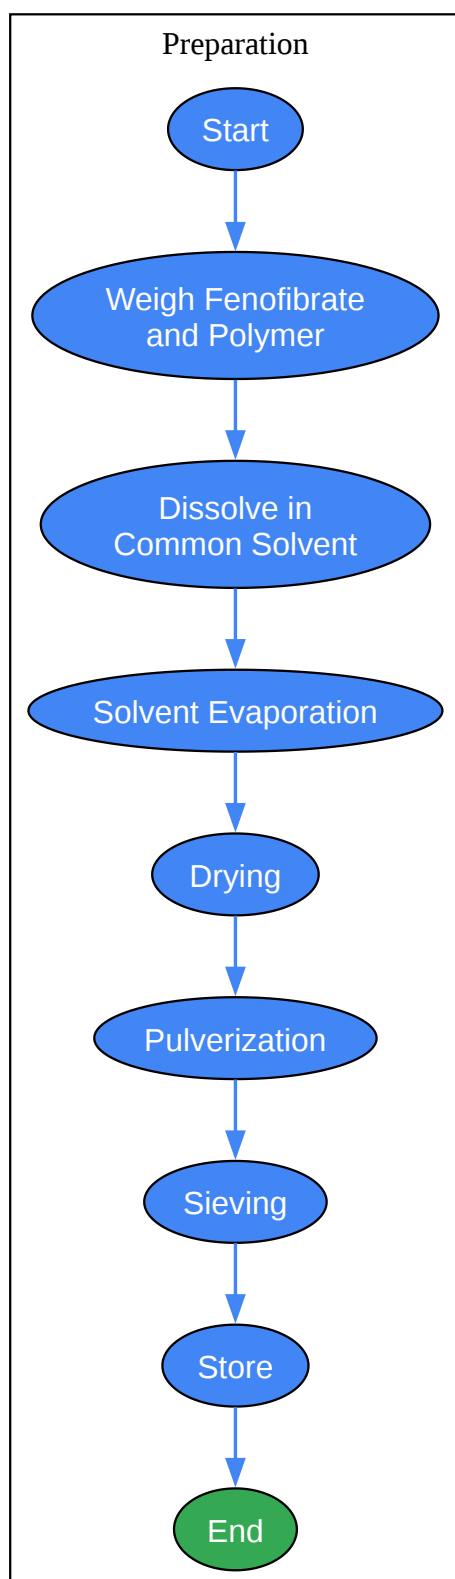 Preparation
Start
Weigh Fenofibrate
and Polymer
Dissolve in
Common Solvent
Solvent Evaporation
Drying
Pulverization
Sieving
Store
End